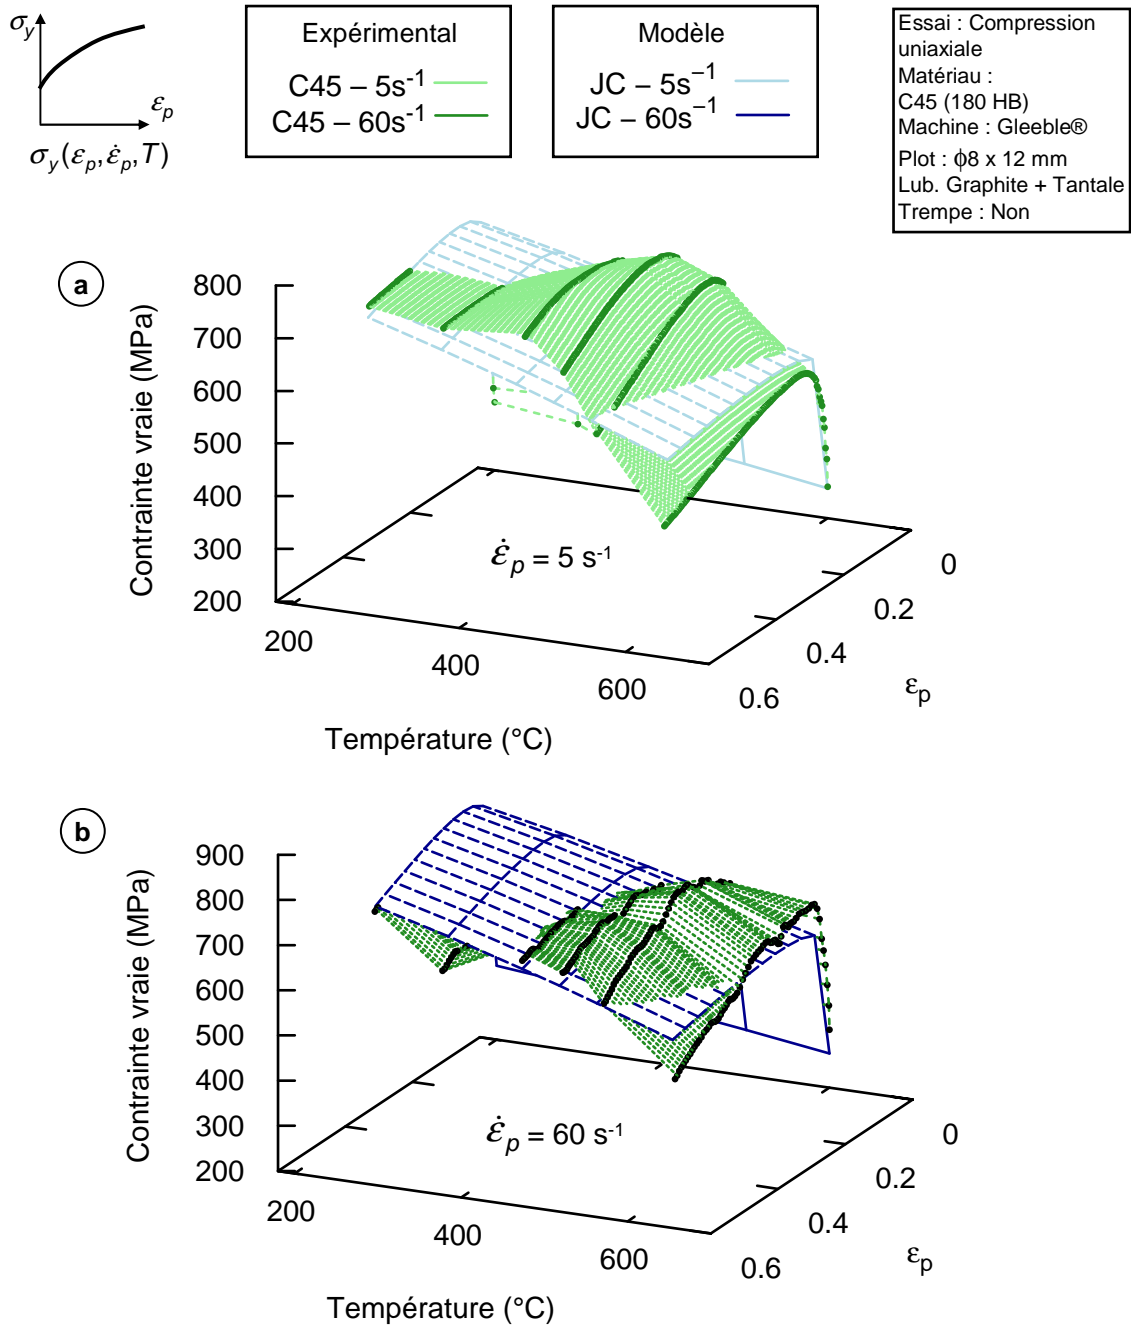 σy
εp
σy(εp, ε̇p, T)
Expérimental
C45 – 5s-1
C45 – 60s-1
Modèle
JC – 5s−1
JC – 60s−1
Essai : Compression
uniaxiale
Matériau :
C45 (180 HB)
Machine : Gleeble®
Plot : ϕ8 x 12 mm
Lub. Graphite + Tantale
Trempe : Non
a
Contrainte vraie (MPa)
800
700
600
500
400
300
200
ε̇p = 5 s-1
200
400
600
0
0.2
0.4
0.6
εp
Température (°C)
b
Contrainte vraie (MPa)
900
800
700
600
500
400
300
200
ε̇p = 60 s-1
200
400
600
0
0.2
0.4
0.6
εp
Température (°C)